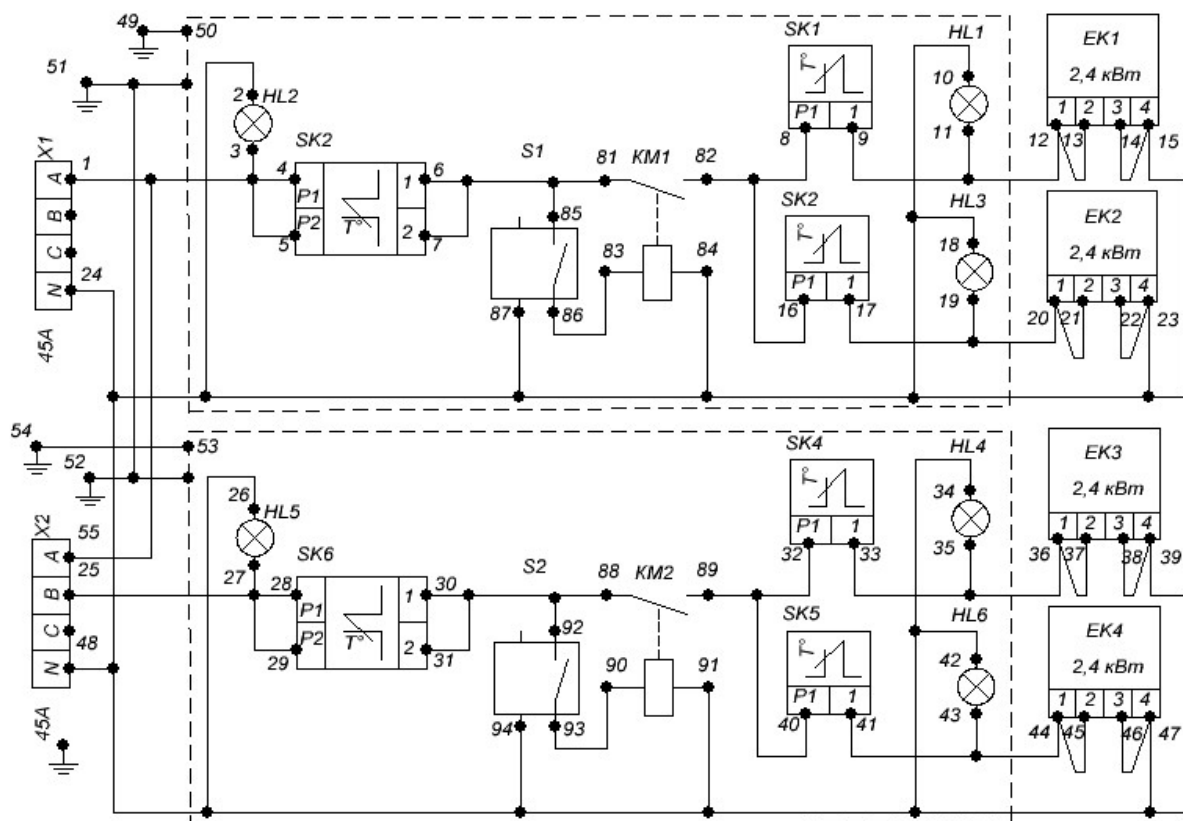 49 50 SK1 HL1 EK1
51 T° 10 2,4 кВт
2 HL2 P1 1 11 1 2 3 4
X1 1 3 SK2 S1 81 KM1 82 8 9 12 13 14 15
A 4 P1 1 6 SK2 HL3 EK2
B P2 T° 2 85 T° 18 2,4 кВт
C 5 7 83 84 P1 1 19 1 2 3 4
24 N 87 86 16 17 20 21 22 23
45A
54 53 SK4 HL4 EK3
52 T° 34 2,4 кВт
26 HL5 P1 1 35 1 2 3 4
X2 55 32 33 36 37 38 39
A 25 27 SK6 S2 88 KM2 89 SK5 HL6 EK4
B 28 P1 1 30 T° 42 2,4 кВт
C P2 T° 2 92 P1 1 43 1 2 3 4
48 N 29 31 90 91 40 41 44 45 46 47
94 93
45A